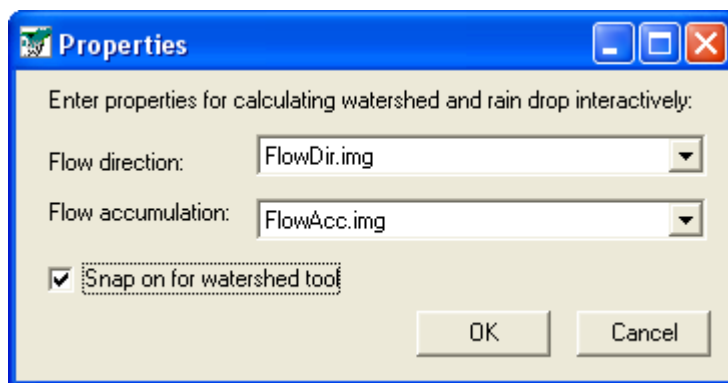 Properties
Enter properties for calculating watershed and rain drop interactively:
Flow direction: FlowDir.img
Flow accumulation: FlowAcc.img
Snap on for watershed tool
OK Cancel